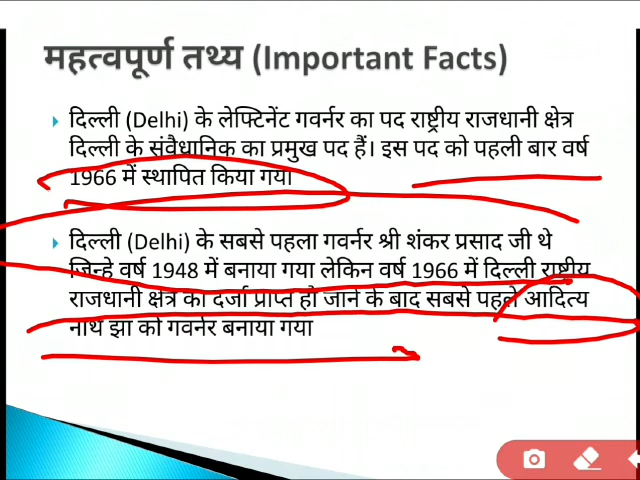 महत्वपूर्ण तथ्य (Important Facts)
दिल्ली (Delhi) के लेफ्टिनेंट गवर्नर का पद राष्ट्रीय राजधानी क्षेत्र
दिल्ली के संवैधानिक का प्रमुख पद हैं। इस पद को पहली बार वर्ष
1966 में स्थापित किया गया
दिल्ली (Delhi) के सबसे पहला गवर्नर श्री शंकर प्रसाद जी थे
जिन्हे वर्ष 1948 में बनाया गया लेकिन वर्ष 1966 में दिल्ली राष्ट्रीय
राजधानी क्षेत्र का दर्जा प्राप्त हो जाने के बाद सबसे पहले आदित्य
नाथ झा को गवर्नर बनाया गया